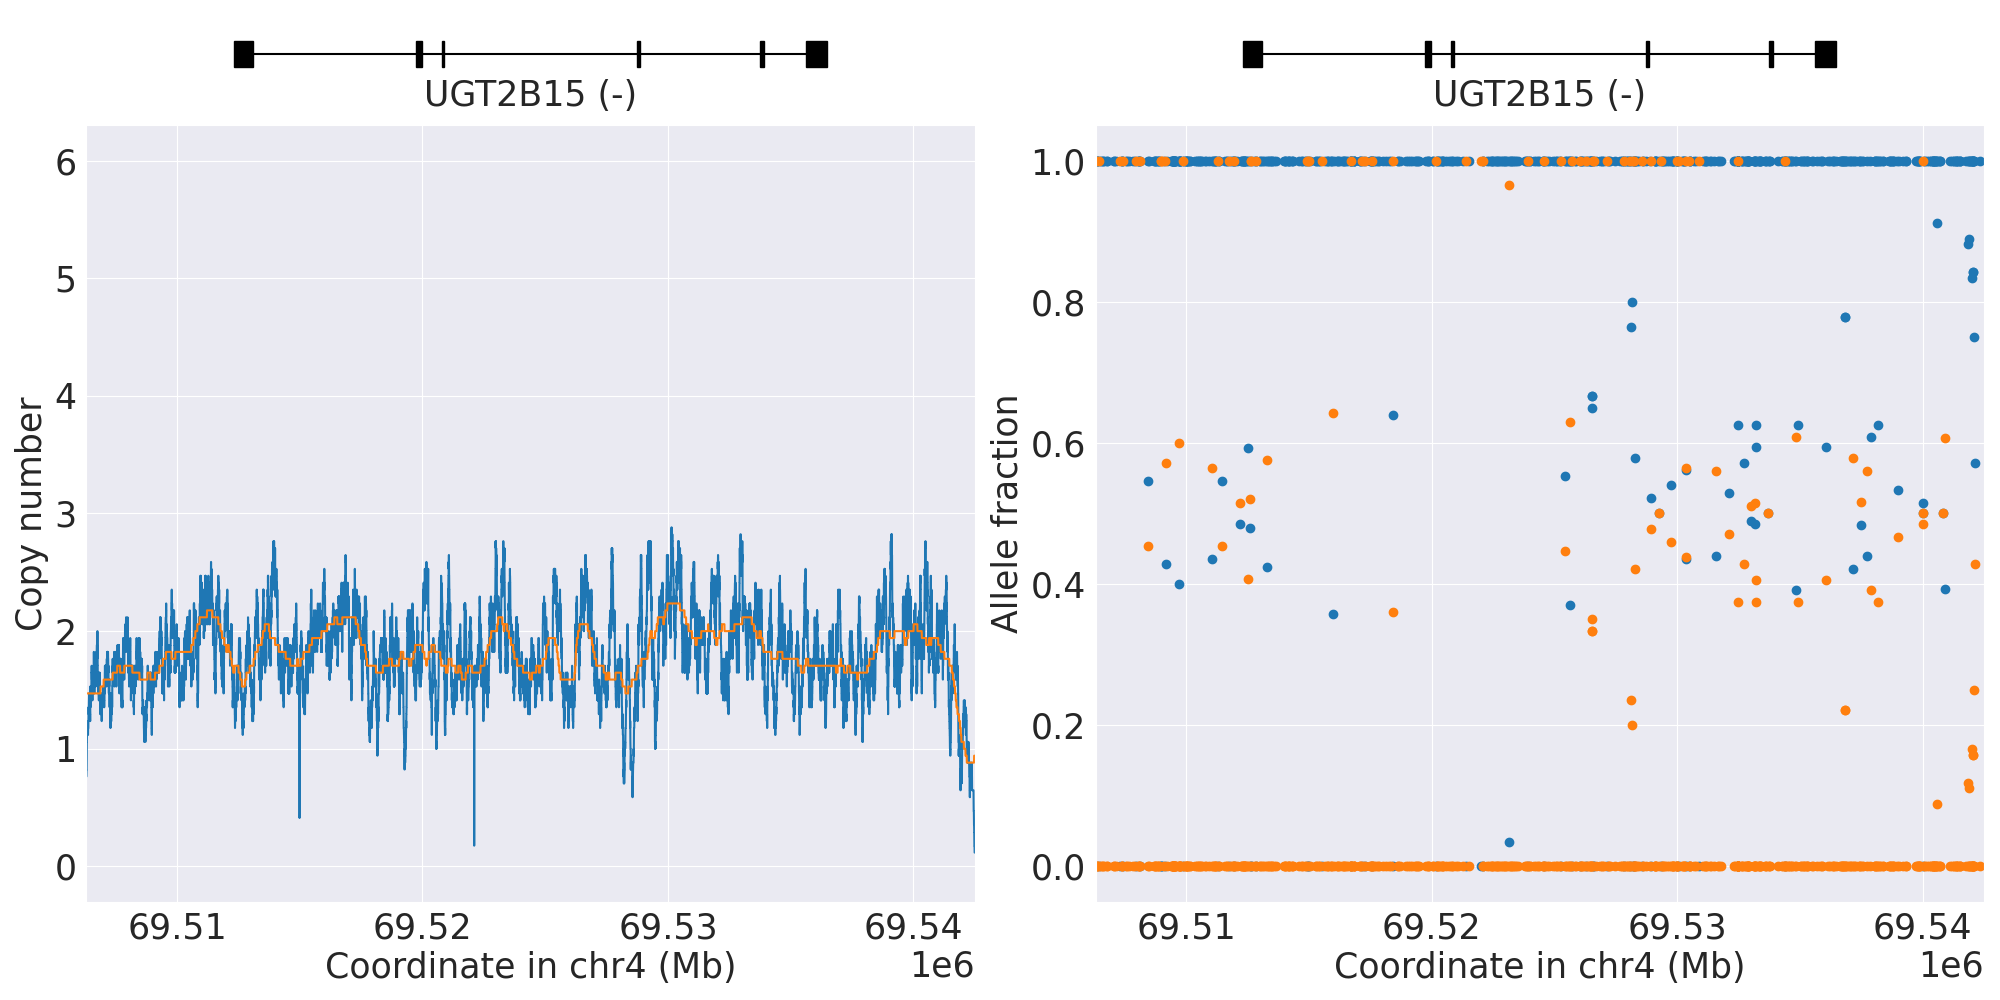 UGT2B15 (-)
6
5
4
3
2
1
0
Copy number
69.51 69.52 69.53 69.54
Coordinate in chr4 (Mb)
1e6
UGT2B15 (-)
1.0
0.8
0.6
0.4
0.2
0.0
Allele fraction
69.51 69.52 69.53 69.54
Coordinate in chr4 (Mb)
1e6